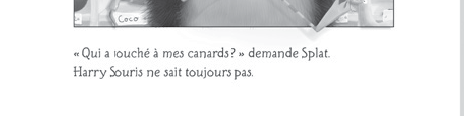 Coco
« Qui a touché à mes canards ? » demande Splat.
Harry Souris ne sait toujours pas.